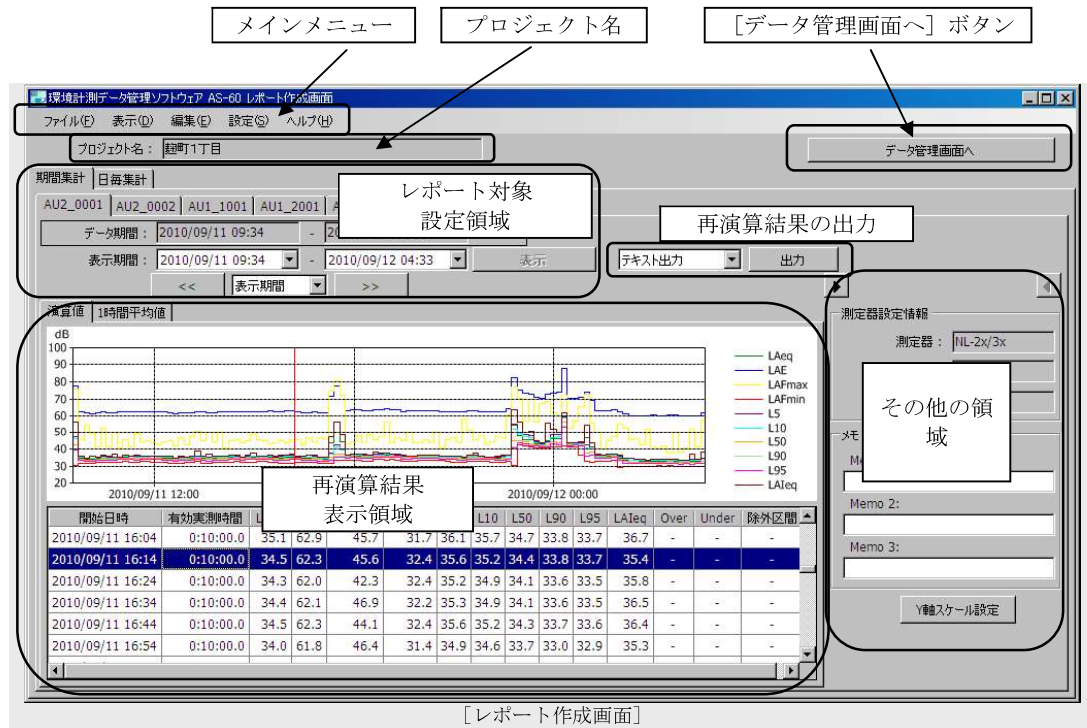 メインメニュー
プロジェクト名
［データ管理画面へ］ボタン
環境計測データ管理ソフトウェア AS-60 レポート作成画面
ファイル(F) 表示(D) 編集(E) 設定(S) ヘルプ(H)
プロジェクト名： 麹町1丁目
データ管理画面へ
期間集計 日毎集計
レポート対象
設定領域
AU2_0001 AU2_0002 AU1_1001 AU1_2001
再演算結果の出力
データ期間： 2010/09/11 09:34 -
表示期間： 2010/09/11 09:34 - 2010/09/12 04:33 表示
テキスト出力 出力
<< 表示期間 >>
演算値 1時間平均値
測定器設定情報
測定器： NL-2x/3x
その他の領
域
dB
100
90
80
70
60
50
40
30
20
2010/09/11 12:00
2010/09/12 00:00
LAeq
LAE
LAFmax
LAFmin
L5
L10
L50
L90
L95
LAIeq
再演算結果
表示領域
メモ
Memo 2:
Memo 3:
Y軸スケール設定
開始日時 有効実測時間 L10 L50 L90 L95 LAIeq Over Under 除外区間
2010/09/11 16:04 0:10:00.0 35.1 62.9 45.7 31.7 36.1 35.7 34.7 33.8 33.7 36.7 - - -
2010/09/11 16:14 0:10:00.0 34.5 62.3 45.6 32.4 35.6 35.2 34.4 33.8 33.7 35.4 - - -
2010/09/11 16:24 0:10:00.0 34.3 62.0 42.3 32.4 35.2 34.9 34.1 33.6 33.5 35.8 - - -
2010/09/11 16:34 0:10:00.0 34.4 62.1 46.9 32.2 35.3 34.9 34.1 33.6 33.5 36.5 - - -
2010/09/11 16:44 0:10:00.0 34.5 62.3 44.1 32.4 35.6 35.2 34.3 33.7 33.6 36.4 - - -
2010/09/11 16:54 0:10:00.0 34.0 61.8 46.4 31.4 34.9 34.6 33.7 33.0 32.9 35.3 - - -
［レポート作成画面］